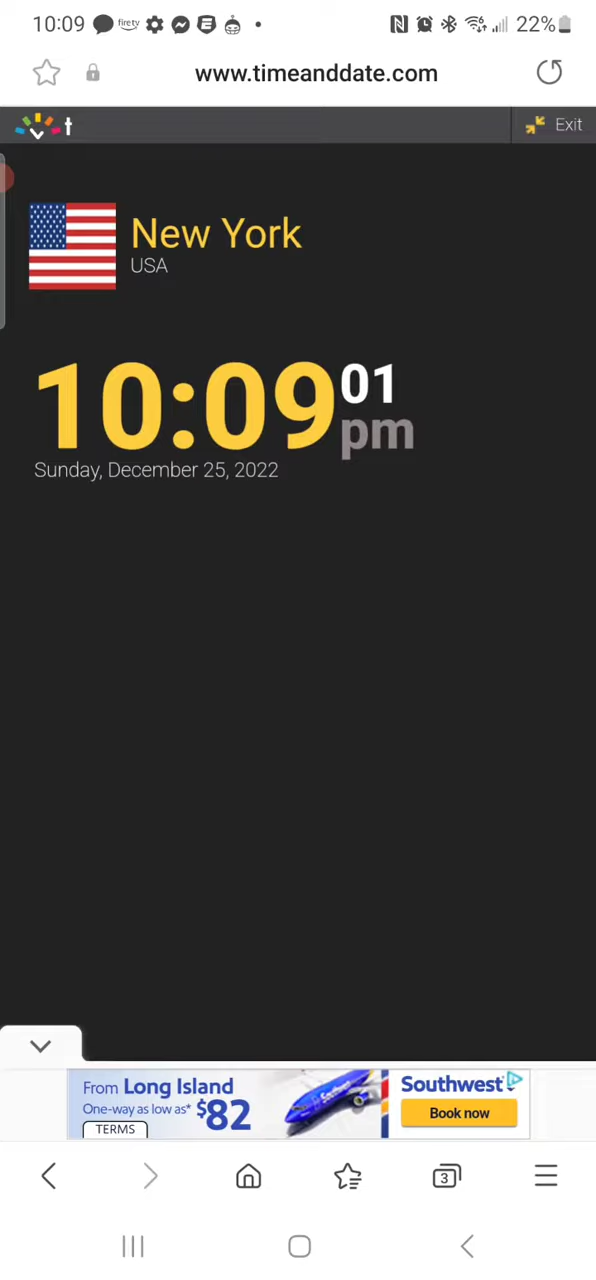 10:09 firetv 22%
www.timeanddate.com
t Exit
New York
USA
10:09 01 pm
Sunday, December 25, 2022
From Long Island
One-way as low as* $82
TERMS
Southwest
Book now
3